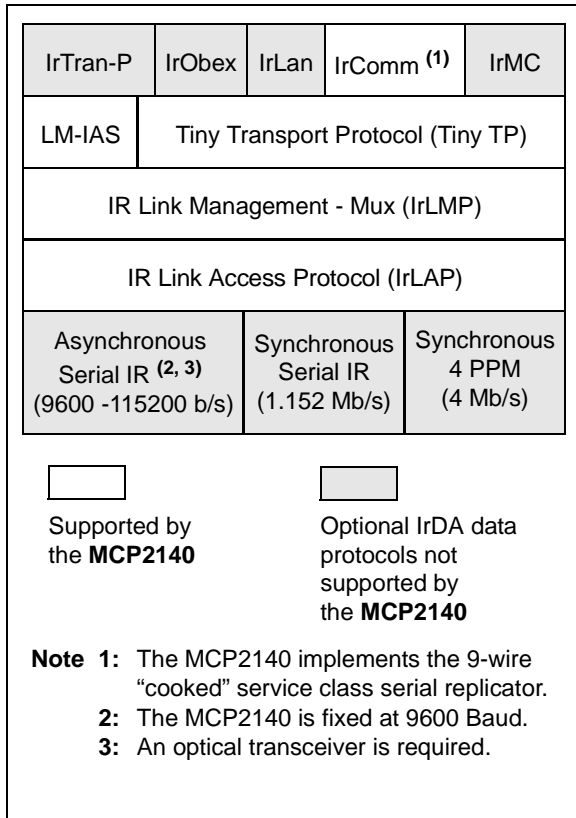 IrTran-P IrObex IrLan IrComm (1) IrMC
LM-IAS Tiny Transport Protocol (Tiny TP)
IR Link Management - Mux (IrLMP)
IR Link Access Protocol (IrLAP)
Asynchronous
Serial IR (2, 3)
(9600 -115200 b/s)
Synchronous
Serial IR
(1.152 Mb/s)
Synchronous
4 PPM
(4 Mb/s)
Supported by
the MCP2140
Optional IrDA data
protocols not
supported by
the MCP2140
Note 1: The MCP2140 implements the 9-wire
“cooked” service class serial replicator.
2: The MCP2140 is fixed at 9600 Baud.
3: An optical transceiver is required.